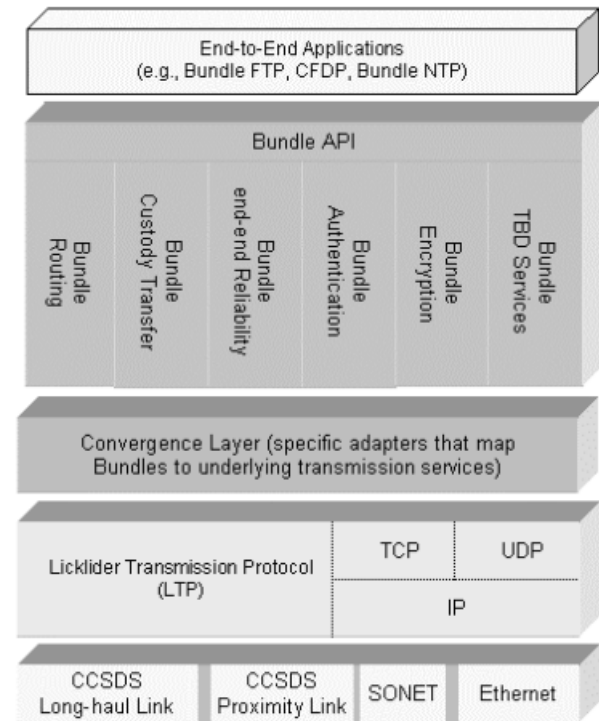 End-to-End Applications
(e.g., Bundle FTP, CFDP, Bundle NTP)
Bundle API
Bundle
Routing
Bundle
Custody Transfer
Bundle
end-end Reliability
Bundle
Authentication
Bundle
Encryption
Bundle
TBD Services
Convergence Layer (specific adapters that map
Bundles to underlying transmission services)
Licklider Transmission Protocol
(LTP)
TCP
UDP
IP
CCSDS
Long-haul Link
CCSDS
Proximity Link
SONET
Ethernet